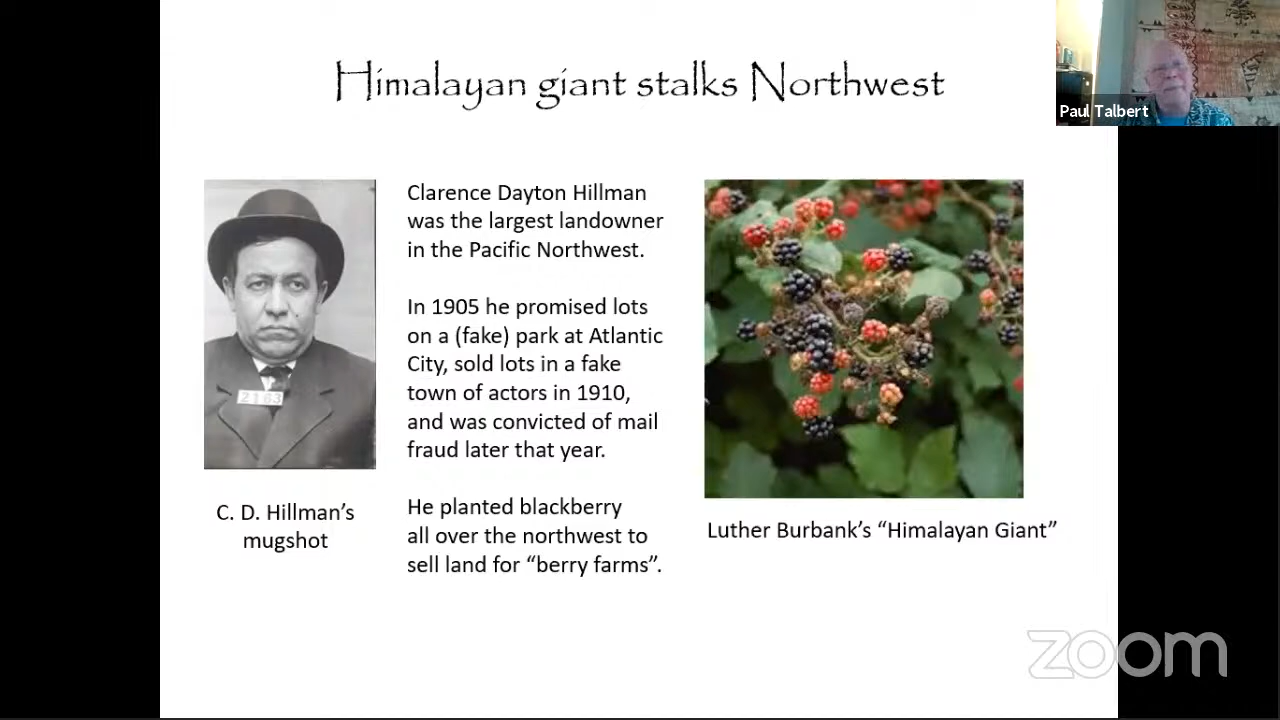 Himalayan giant stalks Northwest
Paul Talbert
Clarence Dayton Hillman
was the largest landowner
in the Pacific Northwest.
In 1905 he promised lots
on a (fake) park at Atlantic
City, sold lots in a fake
town of actors in 1910,
and was convicted of mail
fraud later that year.
He planted blackberry
all over the northwest to
sell land for “berry farms”.
2163
C. D. Hillman’s
mugshot
Luther Burbank’s “Himalayan Giant”
zoom